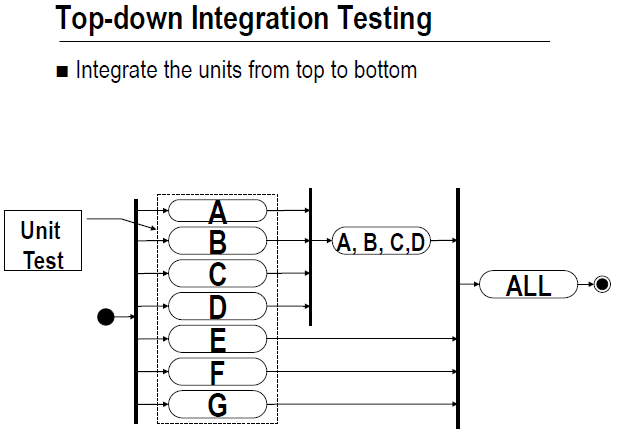 Top-down Integration Testing
■ Integrate the units from top to bottom
Unit
Test
A
B
C
D
E
F
G
A, B, C,D
ALL